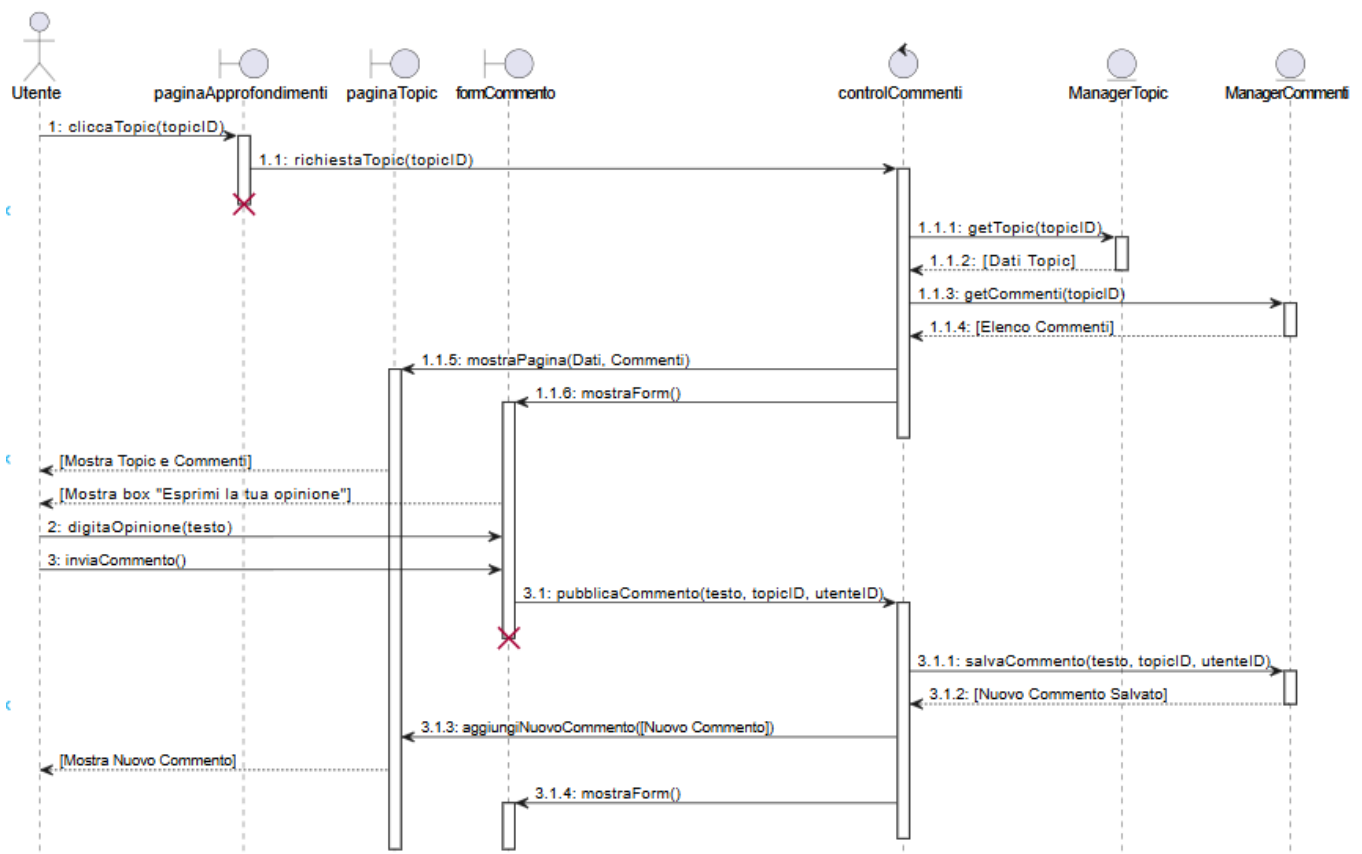 Utente
paginaApprofondimenti
paginaTopic
formCommento
controlCommenti
ManagerTopic
ManagerCommenti
1: cliccaTopic(topicID)
1.1: richiestaTopic(topicID)
1.1.1: getTopic(topicID)
1.1.2: [Dati Topic]
1.1.3: getCommenti(topicID)
1.1.4: [Elenco Commenti]
1.1.5: mostraPagina(Dati, Commenti)
1.1.6: mostraForm()
[Mostra Topic e Commenti]
[Mostra box "Esprimi la tua opinione"]
2: digitaOpinione(testo)
3: inviaCommento()
3.1: pubblicaCommento(testo, topicID, utenteID)
3.1.1: salvaCommento(testo, topicID, utenteID)
3.1.2: [Nuovo Commento Salvato]
3.1.3: aggiungiNuovoCommento([Nuovo Commento])
[Mostra Nuovo Commento]
3.1.4: mostraForm()